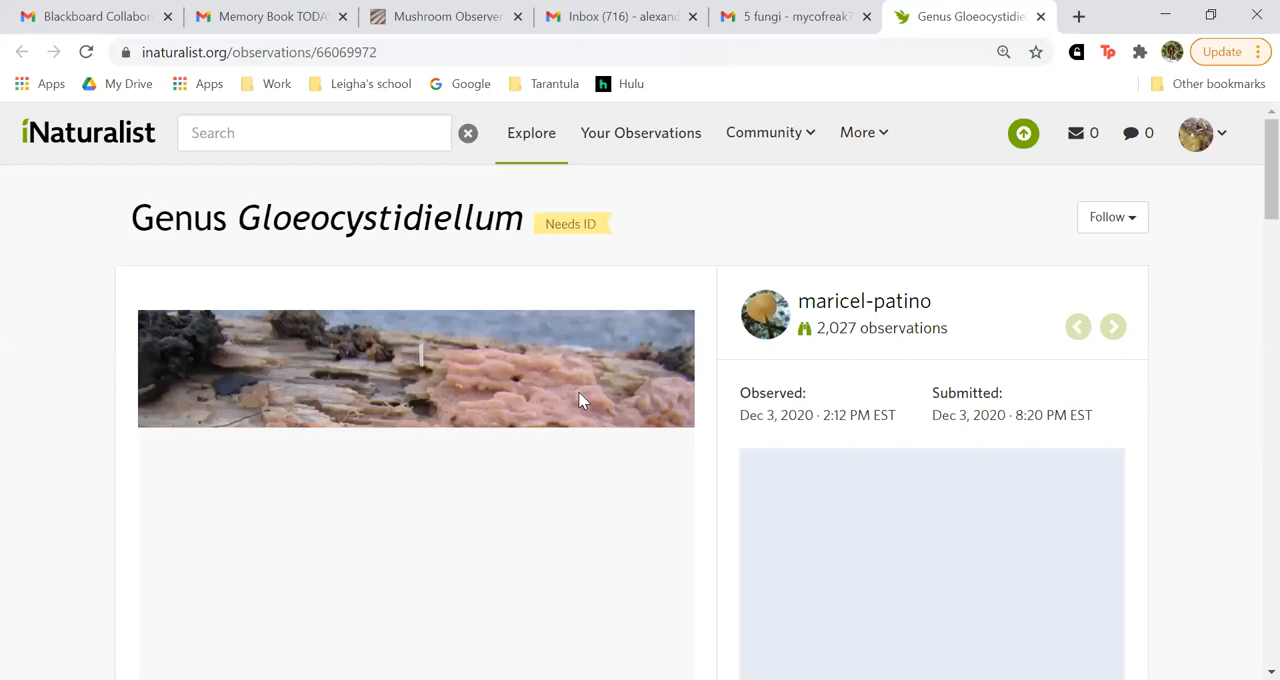 Blackboard Collabor
Memory Book TODA
Mushroom Observer
Inbox (716) - alexand
5 fungi - mycofreak7
Genus Gloeocystidie
inaturalist.org/observations/66069972
Update
Apps
My Drive
Apps
Work
Leigha's school
Google
Tarantula
Hulu
Other bookmarks
iNaturalist
Search
Explore
Your Observations
Community
More
0
0
Genus Gloeocystidiellum
Needs ID
Follow
maricel-patino
2,027 observations
Observed:
Submitted:
Dec 3, 2020 · 2:12 PM EST
Dec 3, 2020 · 8:20 PM EST